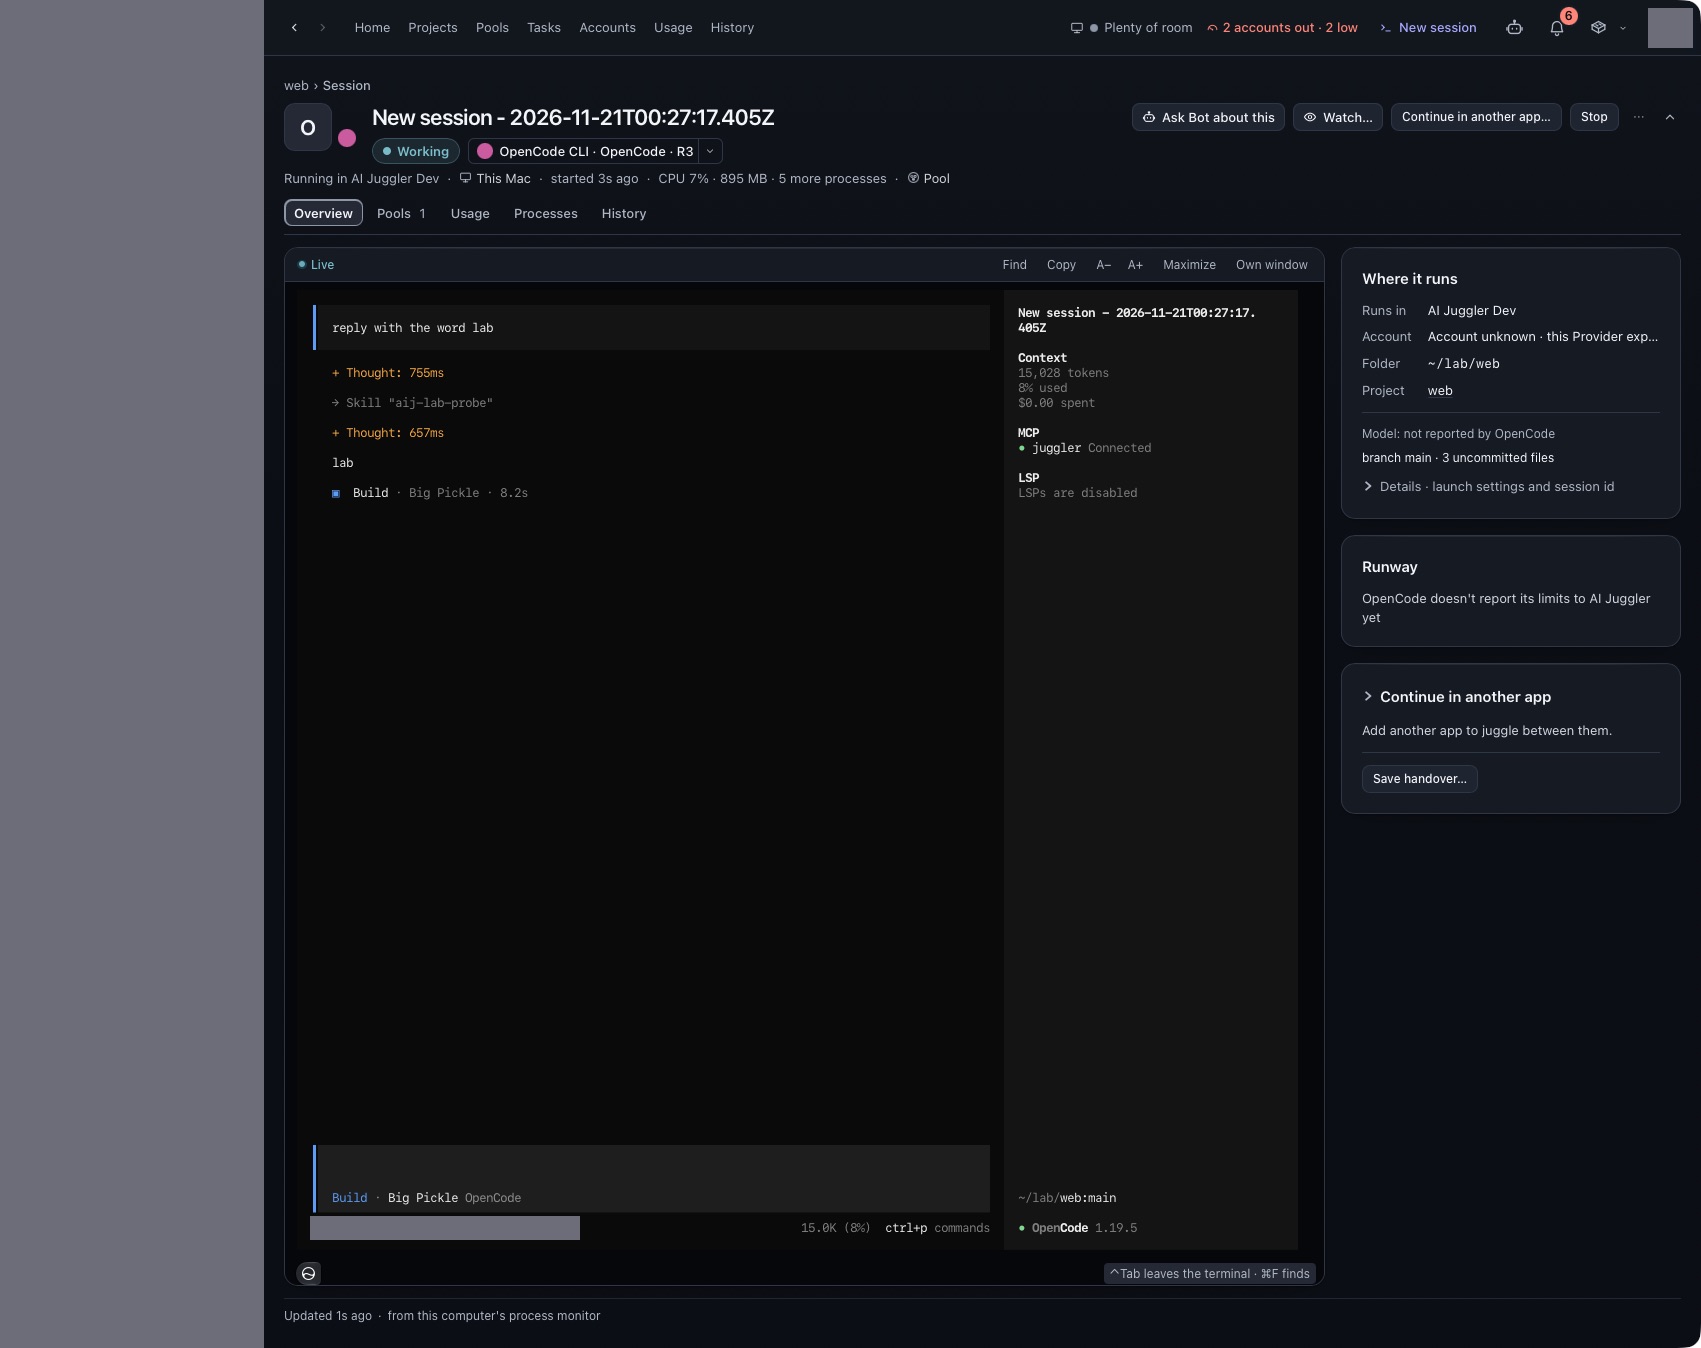 Home Projects Pools Tasks Accounts Usage History
Plenty of room 2 accounts out · 2 low New session 6
web › Session
O
New session - 2026-11-21T00:27:17.405Z
Ask Bot about this Watch... Continue in another app... Stop ···
Working OpenCode CLI · OpenCode · R3
Running in AI Juggler Dev · This Mac · started 3s ago · CPU 7% · 895 MB · 5 more processes · Pool
Overview Pools 1 Usage Processes History
Live
Find Copy A− A+ Maximize Own window
reply with the word lab
+ Thought: 755ms
→ Skill "aij-lab-probe"
+ Thought: 657ms
lab
▣ Build · Big Pickle · 8.2s
New session - 2026-11-21T00:27:17.
405Z
Context
15,028 tokens
8% used
$0.00 spent
MCP
• juggler Connected
LSP
LSPs are disabled
Build · Big Pickle OpenCode
15.0K (8%) ctrl+p commands
~/lab/web:main
• OpenCode 1.19.5
^Tab leaves the terminal · ⌘F finds
Where it runs
Runs in AI Juggler Dev
Account Account unknown · this Provider exp...
Folder ~/lab/web
Project web
Model: not reported by OpenCode
branch main · 3 uncommitted files
Details · launch settings and session id
Runway
OpenCode doesn't report its limits to AI Juggler
yet
Continue in another app
Add another app to juggle between them.
Save handover...
Updated 1s ago · from this computer's process monitor